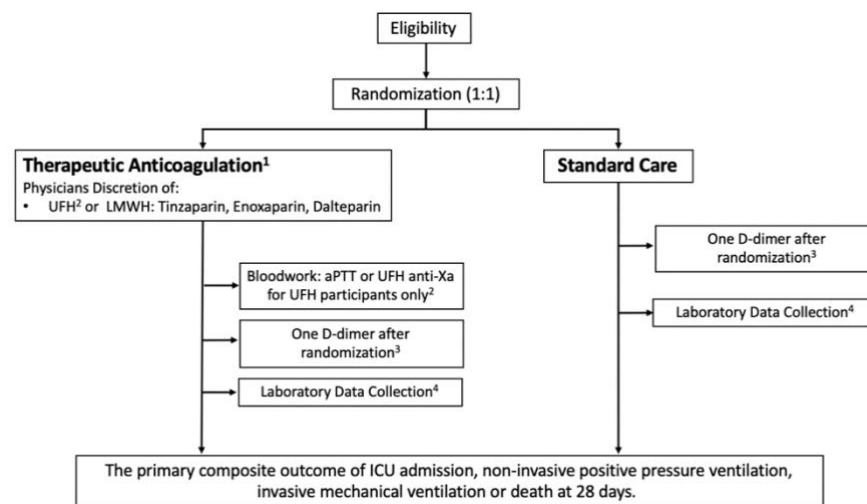 Eligibility
Randomization (1:1)
Therapeutic Anticoagulation¹
Physicians Discretion of:
• UFH² or LMWH: Tinzaparin, Enoxaparin, Dalteparin
Standard Care
Bloodwork: aPTT or UFH anti-Xa
for UFH participants only²
One D-dimer after
randomization³
Laboratory Data Collection⁴
One D-dimer after
randomization³
Laboratory Data Collection⁴
The primary composite outcome of ICU admission, non-invasive positive pressure ventilation,
invasive mechanical ventilation or death at 28 days.